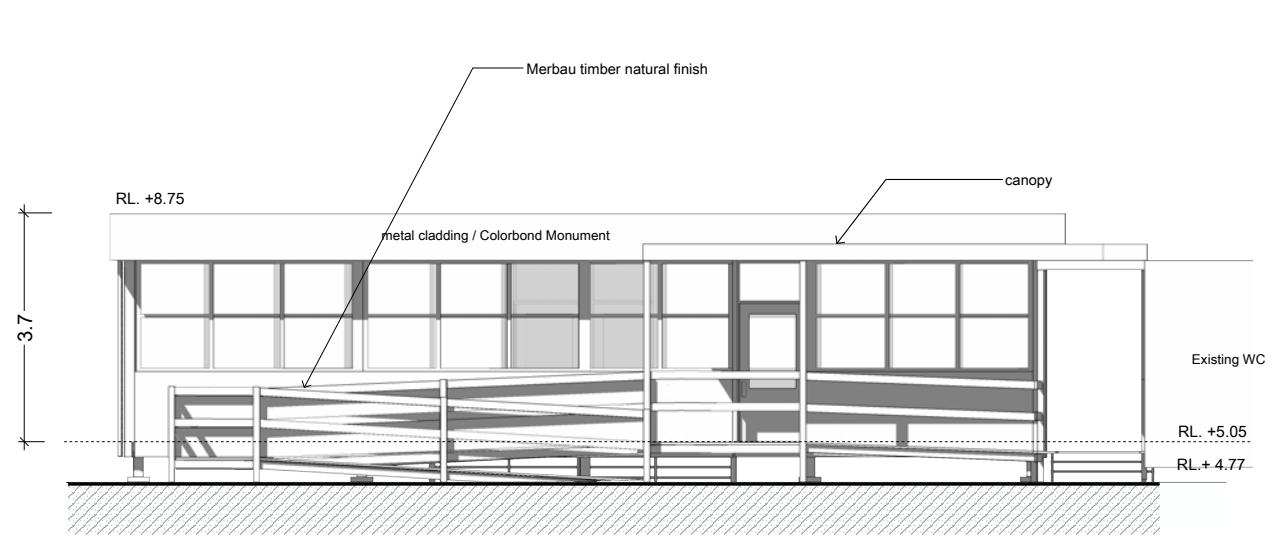 Merbau timber natural finish
canopy
RL. +8.75
metal cladding / Colorbond Monument
3.7
Existing WC
RL. +5.05
RL.+ 4.77